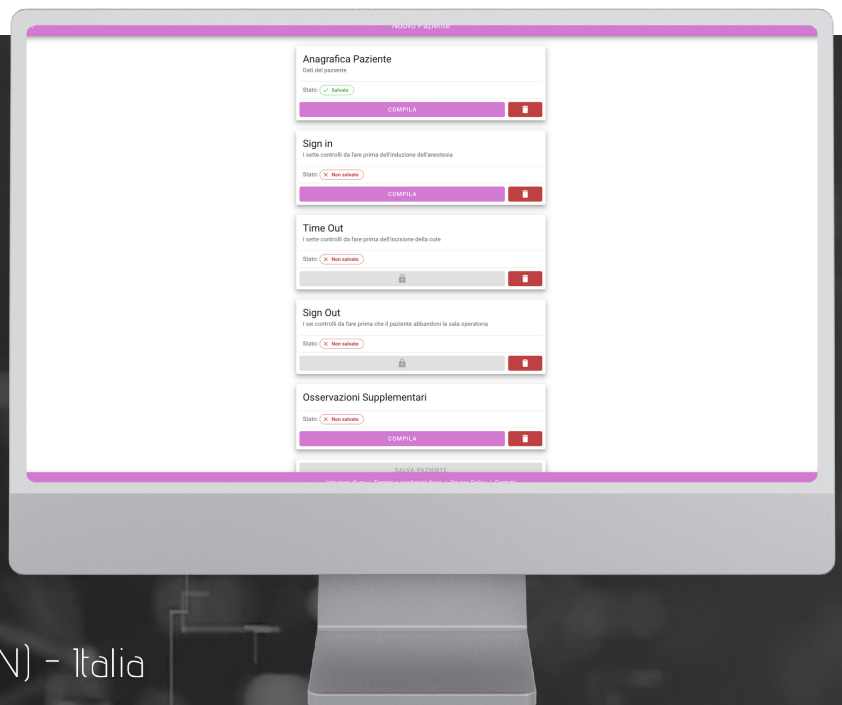 Nuovo Paziente
Anagrafica Paziente
Dati del paziente
Stato: Salvato
COMPILA
Sign in
I sette controlli da fare prima dell'induzione dell'anestesia
Stato: Non salvato
COMPILA
Time Out
I sette controlli da fare prima dell'incisione della cute
Stato: Non salvato
Sign Out
I sei controlli da fare prima che il paziente abbandoni la sala operatoria
Stato: Non salvato
Osservazioni Supplementari
Stato: Non salvato
COMPILA
SALVA PAZIENTE
Istruzioni d'uso | Termini e condizioni d'uso | Privacy Policy | Contatti
N) - Italia